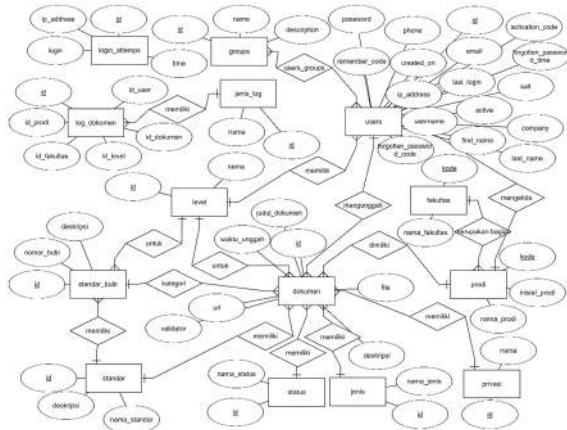 name
password
phone
id
activation_code
ip_address
id
id
description
email
forgotten_password_time
login
login_attemps
groups
remember_code
created_on
last_login
salt
time
users_groups
ip_address
id_user
id
memiliki
jenis_log
users
username
active
company
id_prodi
log_dokumen
id_dokumen
first_name
nama
id
forgotten_password_code
last_name
id_fakultas
id_level
nama
memiliki
kode
id
level
mengunggah
fakultas
mengelola
judul_dokumen
deskripsi
waktu_unggah
id
nama_fakultas
merupakan bagian
nomor_butir
untuk
untuk
dimiliki
kode
id
standar_butir
kategori
dokumen
file
prodi
inisial_prodi
url
nama_prodi
memiliki
validator
memiliki
memiliki
memiliki
memiliki
deskripsi
nama
id
standar
nama_status
nama_jenis
deskripsi
status
jenis
privasi
nama_standar
id
id
id